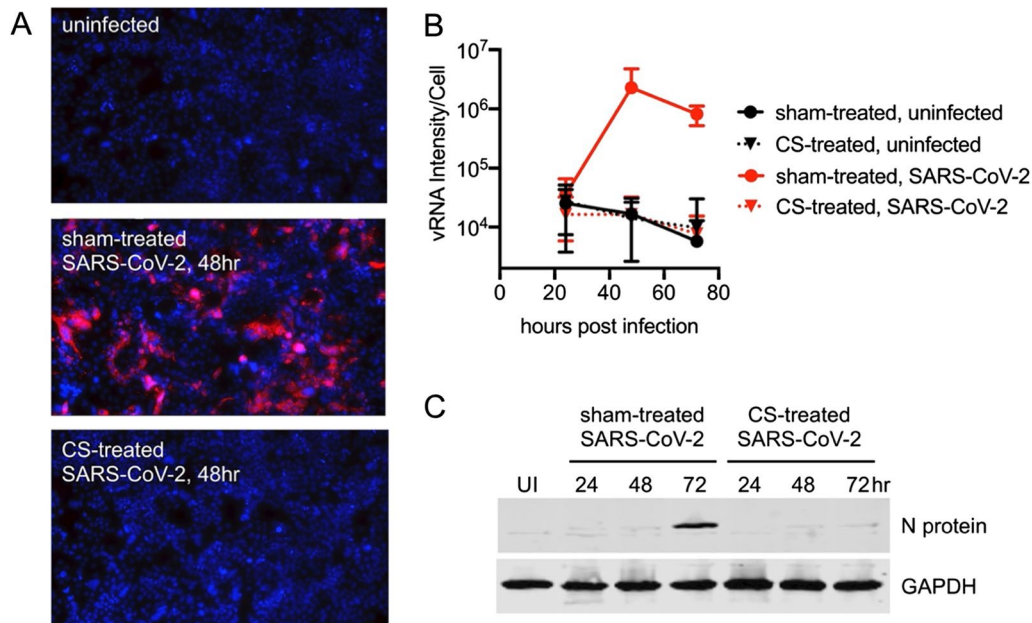 A
uninfected
sham-treated
SARS-CoV-2, 48hr
CS-treated
SARS-CoV-2, 48hr
B
vRNA Intensity/Cell
10⁷
10⁶
10⁵
10⁴
0 20 40 60 80
hours post infection
sham-treated, uninfected
CS-treated, uninfected
sham-treated, SARS-CoV-2
CS-treated, SARS-CoV-2
C
sham-treated CS-treated
SARS-CoV-2 SARS-CoV-2
UI 24 48 72 24 48 72hr
N protein
GAPDH